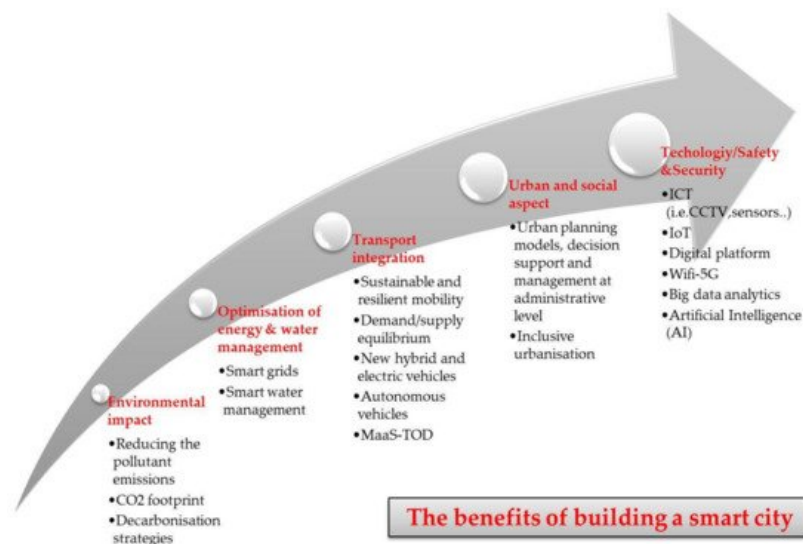 Environmental
impact
•Reducing the
pollutant
emissions
•CO2 footprint
•Decarbonisation
strategies
Optimisation of
energy & water
management
•Smart grids
•Smart water
management
Transport
integration
•Sustainable and
resilient mobility
•Demand/supply
equilibrium
•New hybrid and
electric vehicles
•Autonomous
vehicles
•MaaS-TOD
Urban and social
aspect
•Urban planning
models, decision
support and
management at
administrative
level
•Inclusive
urbanisation
Techologiy/Safety
&Security
•ICT
(i.e.CCTV,sensors..)
•IoT
•Digital platform
•Wifi-5G
•Big data analytics
•Artificial Intelligence
(AI)
The benefits of building a smart city